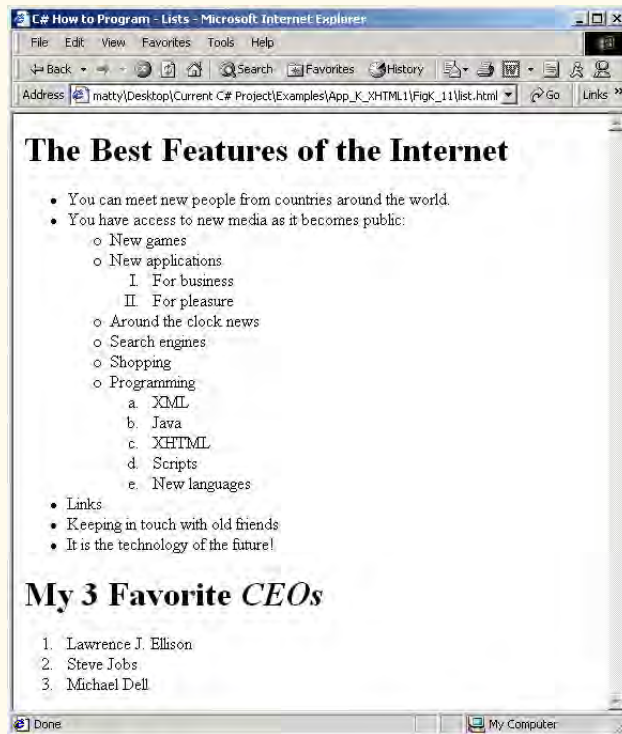 C# How to Program - Lists - Microsoft Internet Explorer
File Edit View Favorites Tools Help
Back Search Favorites History
Address matty\Desktop\Current C# Project\Examples\App_K_XHTML1\FigK_11\list.html Go Links »
The Best Features of the Internet
• You can meet new people from countries around the world.
• You have access to new media as it becomes public:
o New games
o New applications
I. For business
II. For pleasure
o Around the clock news
o Search engines
o Shopping
o Programming
a. XML
b. Java
c. XHTML
d. Scripts
e. New languages
• Links
• Keeping in touch with old friends
• It is the technology of the future!
My 3 Favorite CEOs
1. Lawrence J. Ellison
2. Steve Jobs
3. Michael Dell
Done My Computer